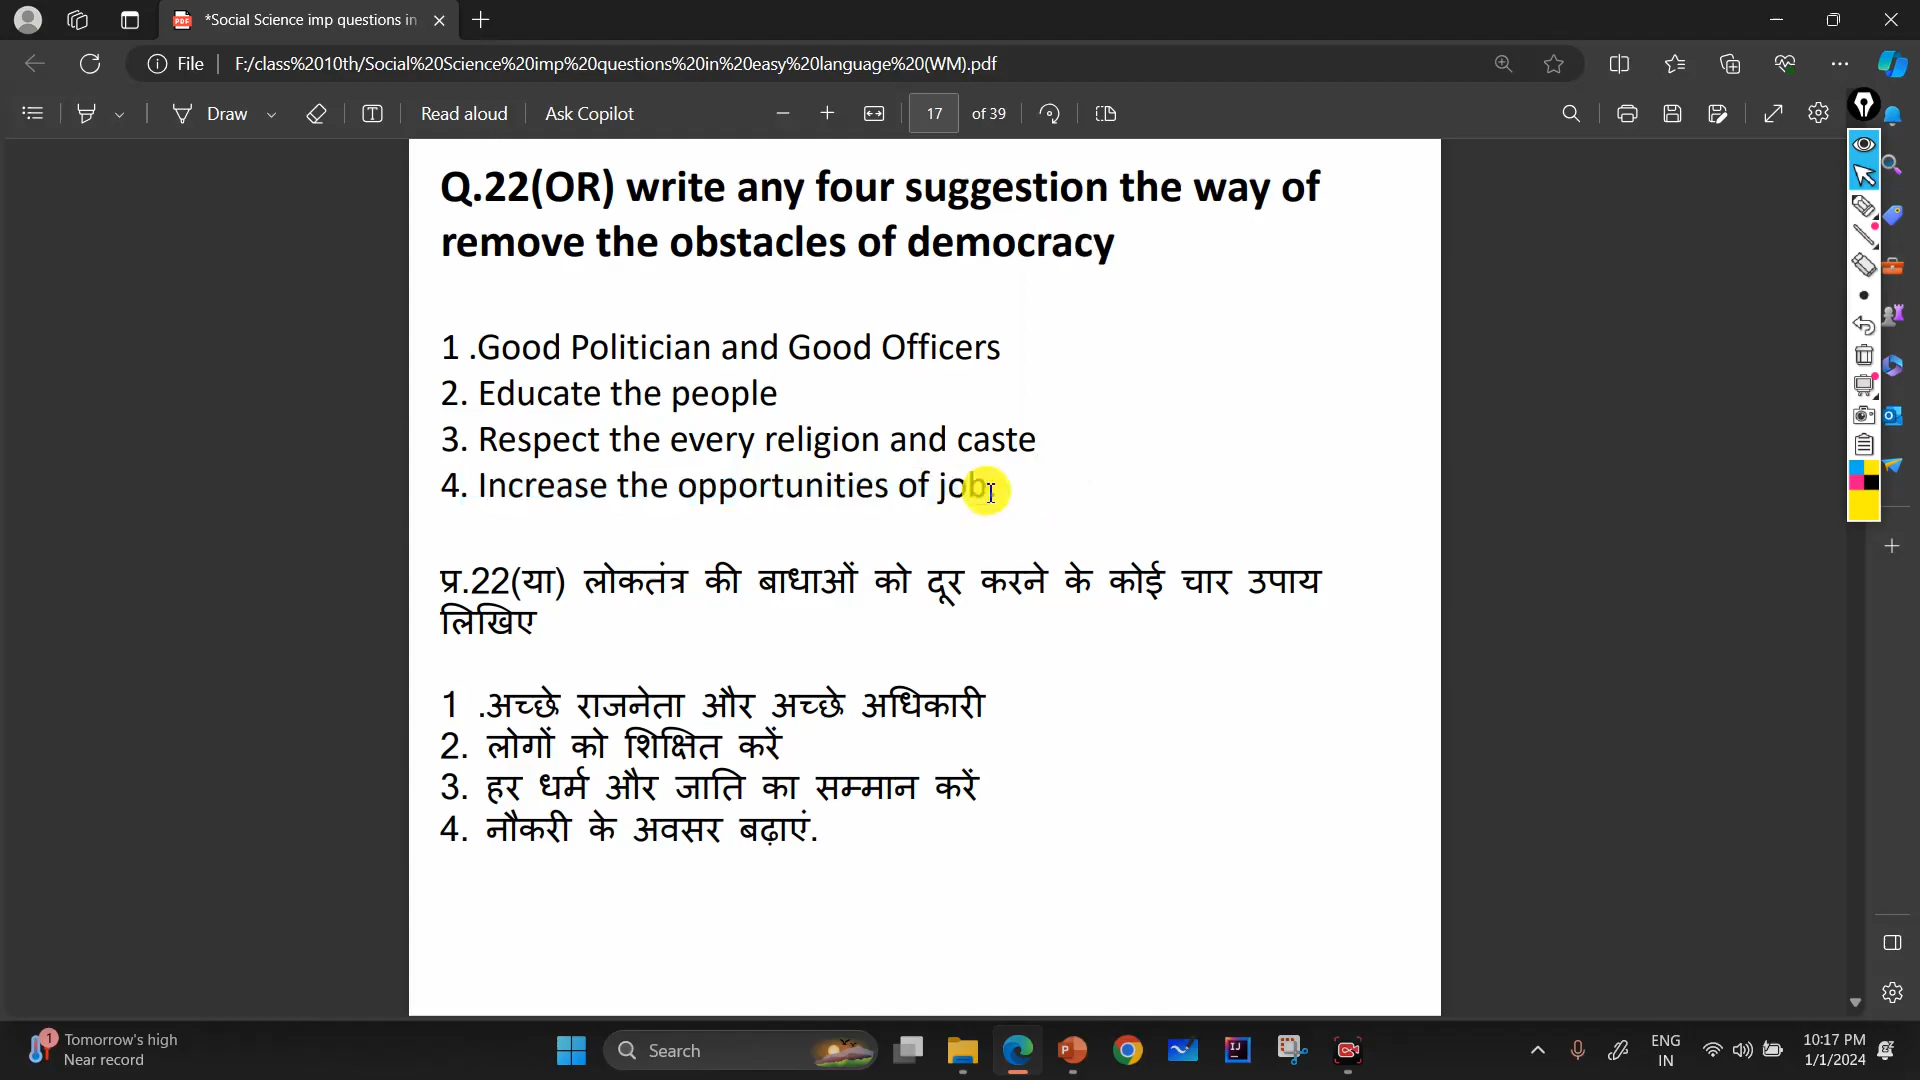 *Social Science imp questions in
File
F:/class%2010th/Social%20Science%20imp%20questions%20in%20easy%20language%20(WM).pdf
Draw
Read aloud
Ask Copilot
17
of 39
Q.22(OR) write any four suggestion the way of
remove the obstacles of democracy
1 .Good Politician and Good Officers
2. Educate the people
3. Respect the every religion and caste
4. Increase the opportunities of job.
प्र.22(या) लोकतंत्र की बाधाओं को दूर करने के कोई चार उपाय
लिखिए
1 .अच्छे राजनेता और अच्छे अधिकारी
2. लोगों को शिक्षित करें
3. हर धर्म और जाति का सम्मान करें
4. नौकरी के अवसर बढ़ाएं.
1
Tomorrow's high
Near record
Search
ENG
IN
10:17 PM
1/1/2024